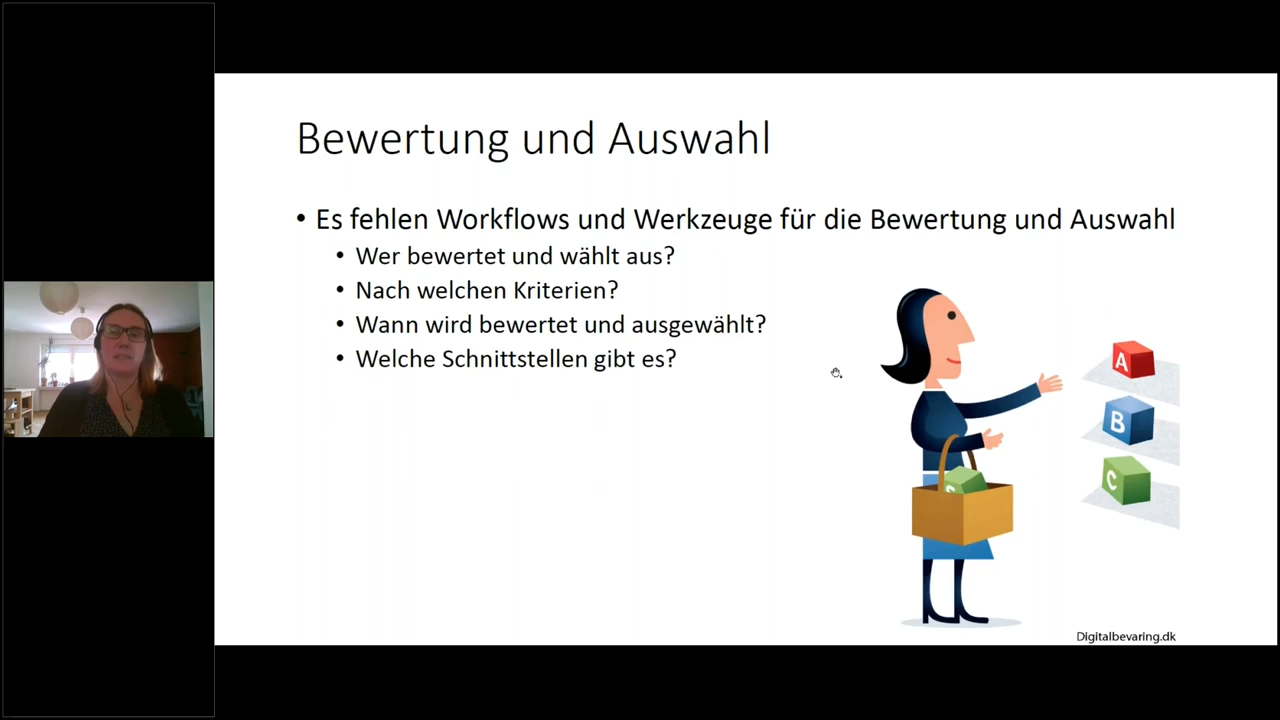 Bewertung und Auswahl
• Es fehlen Workflows und Werkzeuge für die Bewertung und Auswahl
• Wer bewertet und wählt aus?
• Nach welchen Kriterien?
• Wann wird bewertet und ausgewählt?
• Welche Schnittstellen gibt es?
A
B
C
Digitalbevaring.dk